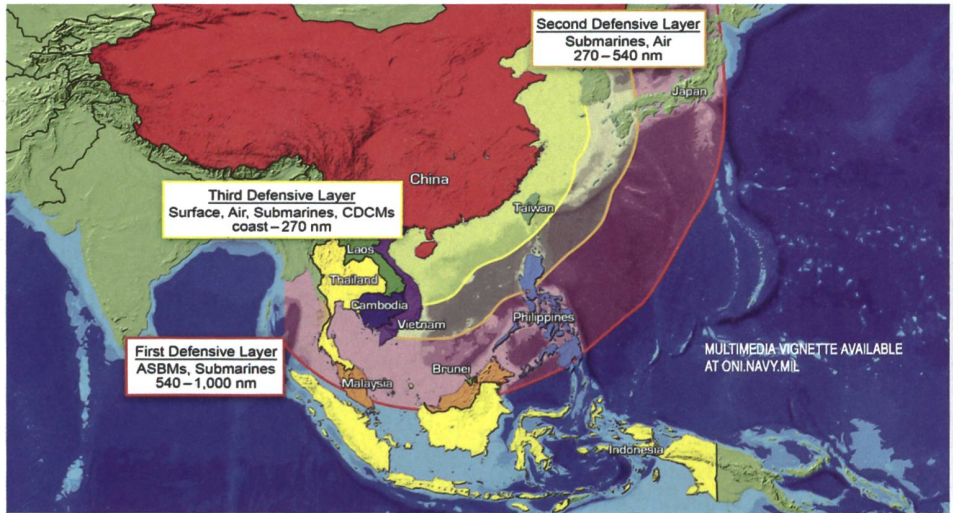 Second Defensive Layer
Submarines, Air
270 – 540 nm
Japan
China
Third Defensive Layer
Surface, Air, Submarines, CDCMs
coast – 270 nm
Taiwan
Laos
Thailand
Cambodia
Vietnam
Philippines
First Defensive Layer
ASBMs, Submarines
540 – 1,000 nm
MULTIMEDIA VIGNETTE AVAILABLE
AT ONI.NAVY.MIL
Malaysia
Brunei
Indonesia